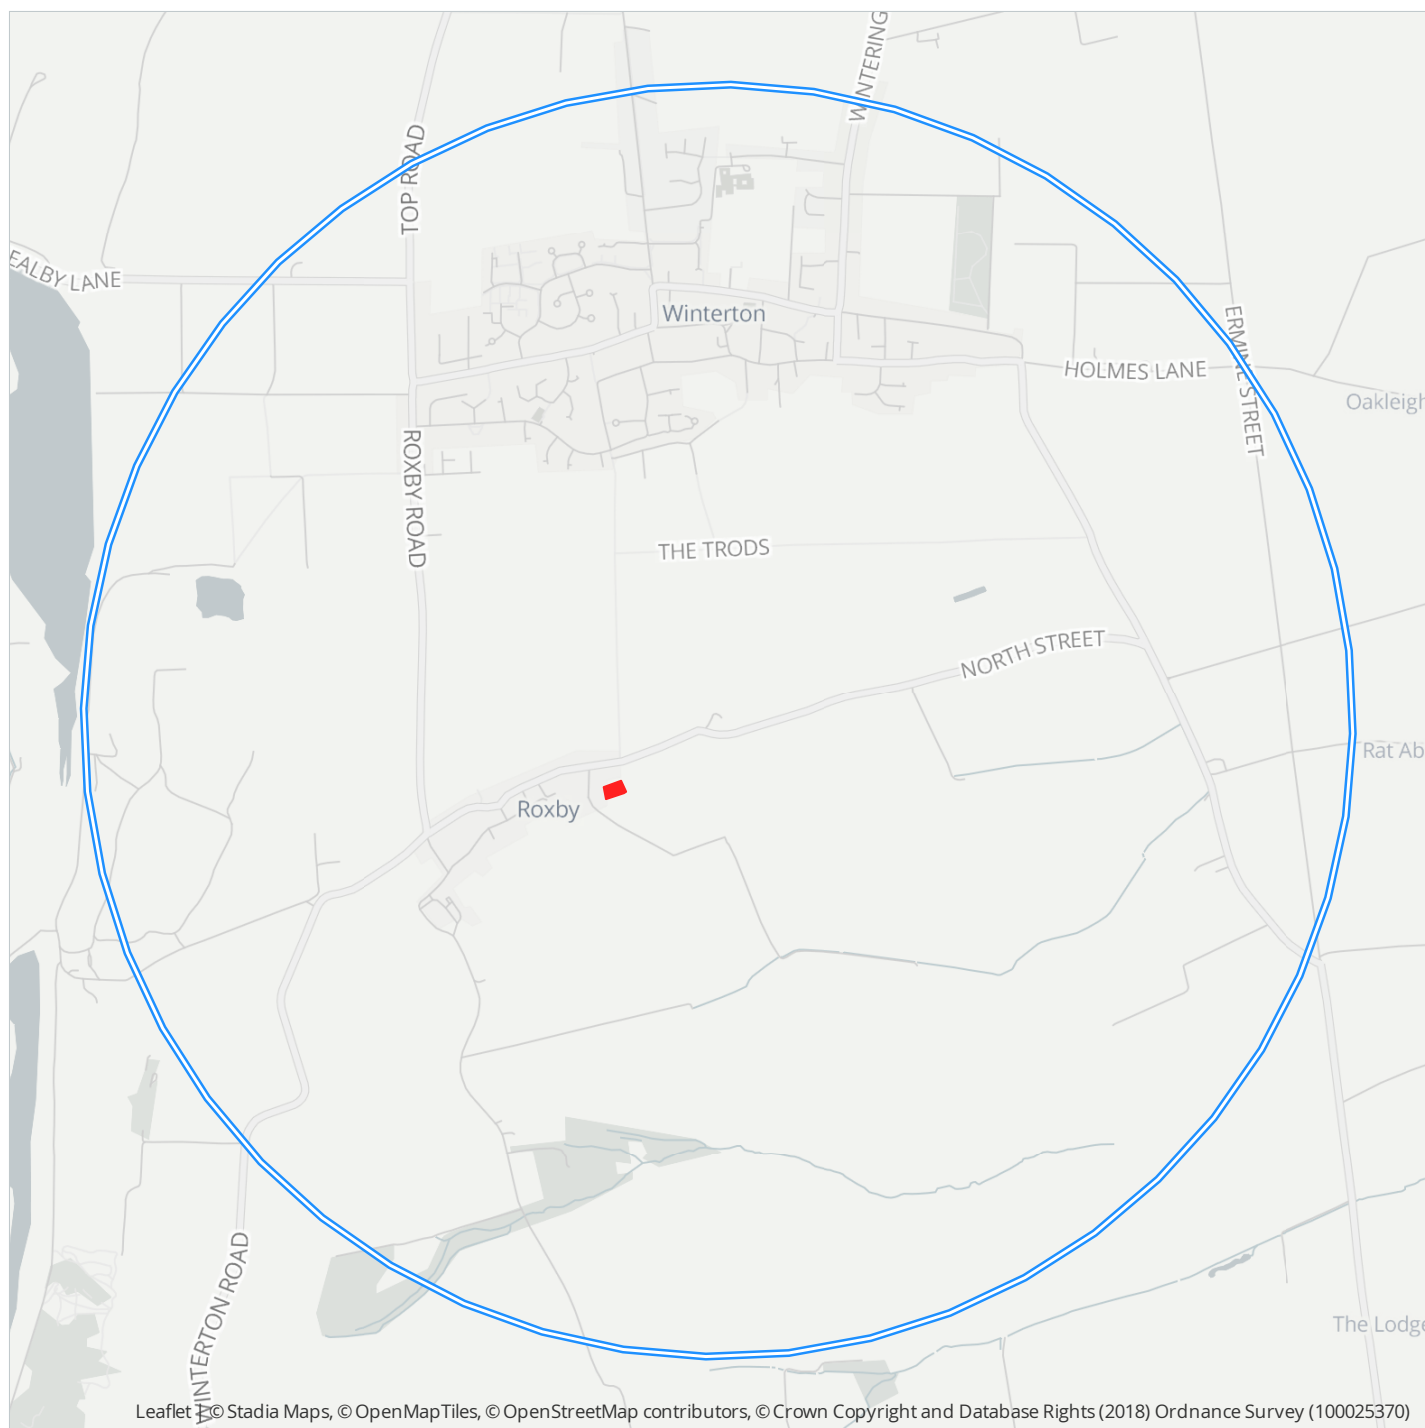 WINTERING
TOP ROAD
EALBY LANE
Winterton
ERMINE STREET
HOLMES LANE
Oakleigh
ROXBY ROAD
THE TRODS
NORTH STREET
Rat Ab
Roxby
WINTERTON ROAD
The Lodge
Leaflet | © Stadia Maps, © OpenMapTiles, © OpenStreetMap contributors, © Crown Copyright and Database Rights (2018) Ordnance Survey (100025370)